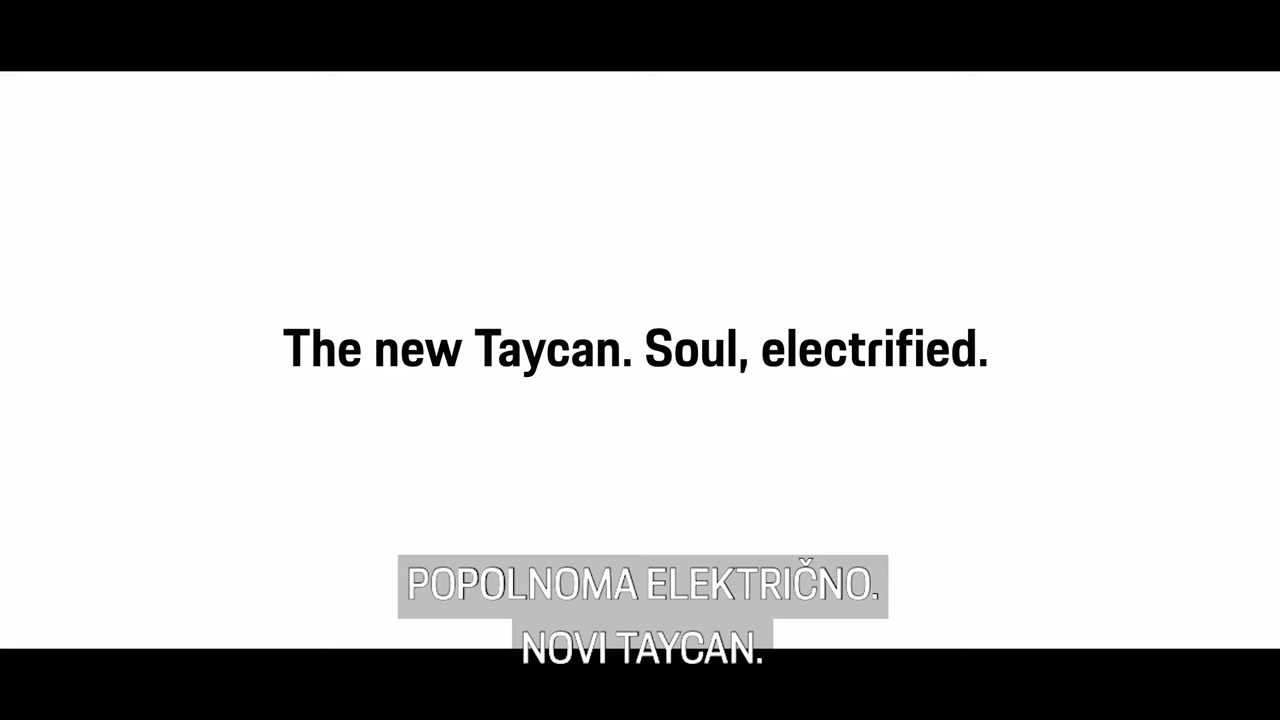 The new Taycan. Soul, electrified.
POPOLNOMA ELEKTRIČNO.
NOVI TAYCAN.